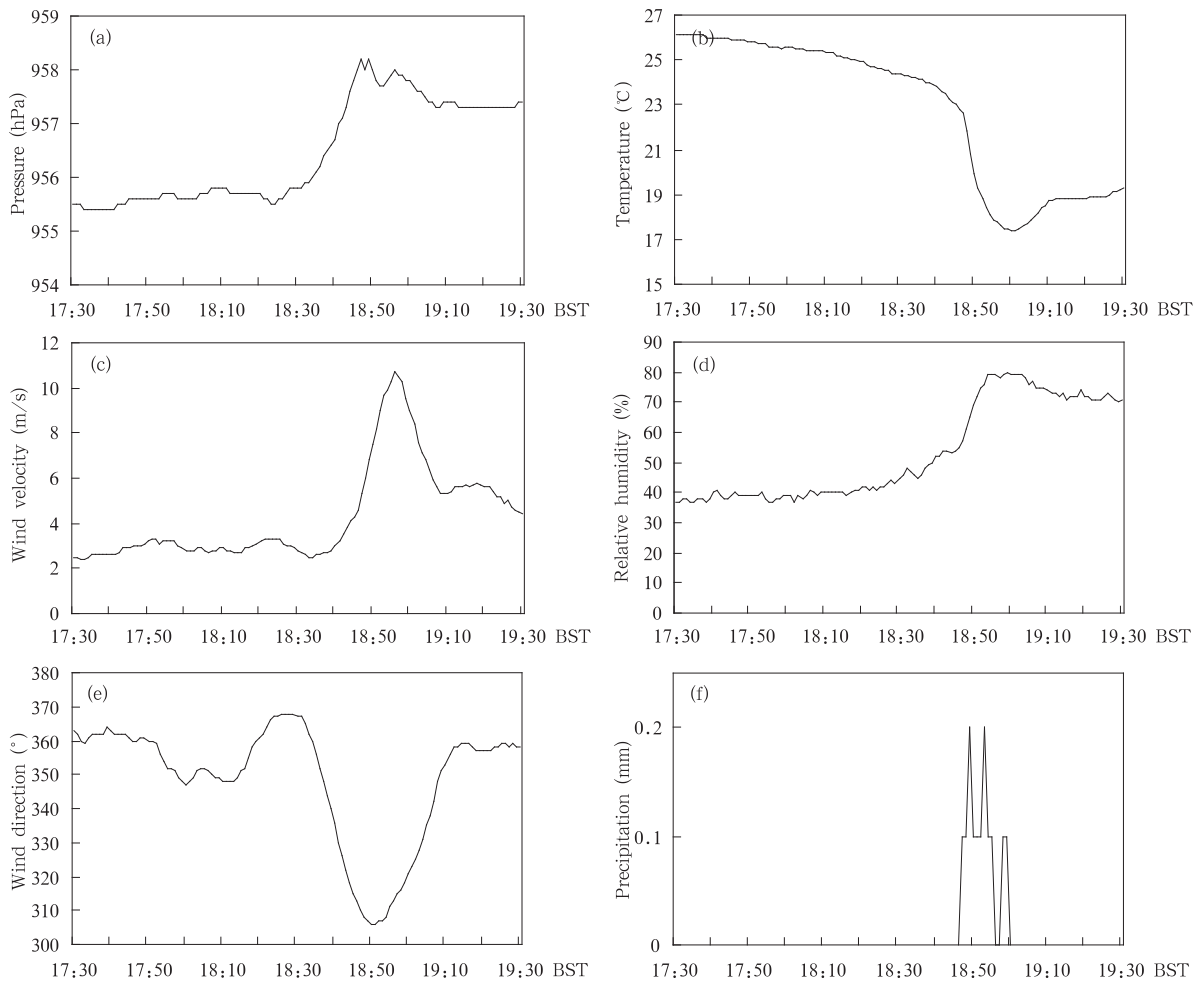 (a)
Pressure (hPa)
959
958
957
956
955
954
17:30 17:50 18:10 18:30 18:50 19:10 19:30 BST
(b)
Temperature (℃)
27
25
23
21
19
17
15
17:30 17:50 18:10 18:30 18:50 19:10 19:30 BST
(c)
Wind velocity (m/s)
12
10
8
6
4
2
0
17:30 17:50 18:10 18:30 18:50 19:10 19:30 BST
(d)
Relative humidity (%)
90
80
70
60
50
40
30
20
10
0
17:30 17:50 18:10 18:30 18:50 19:10 19:30 BST
(e)
Wind direction (°)
380
370
360
350
340
330
320
310
300
17:30 17:50 18:10 18:30 18:50 19:10 19:30 BST
(f)
Precipitation (mm)
0.2
0.1
0
17:30 17:50 18:10 18:30 18:50 19:10 19:30 BST